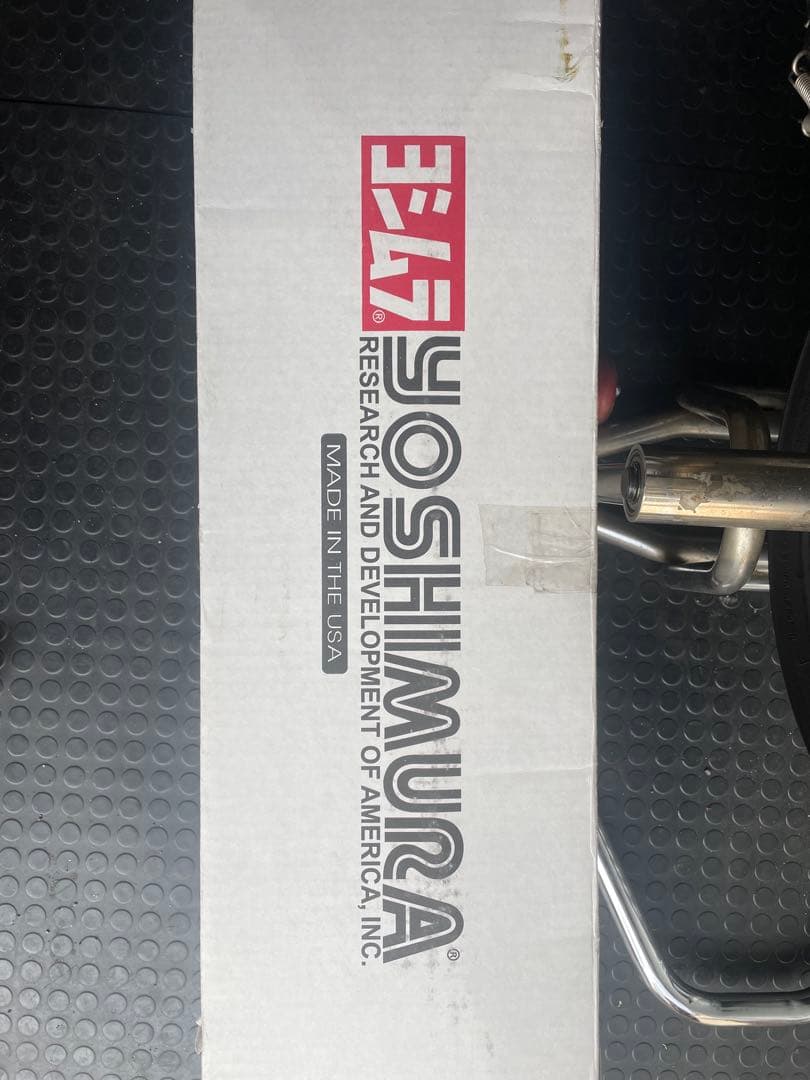 ヨシムラ®
YOSHIMURA®
RESEARCH AND DEVELOPMENT OF AMERICA, INC.
MADE IN THE USA